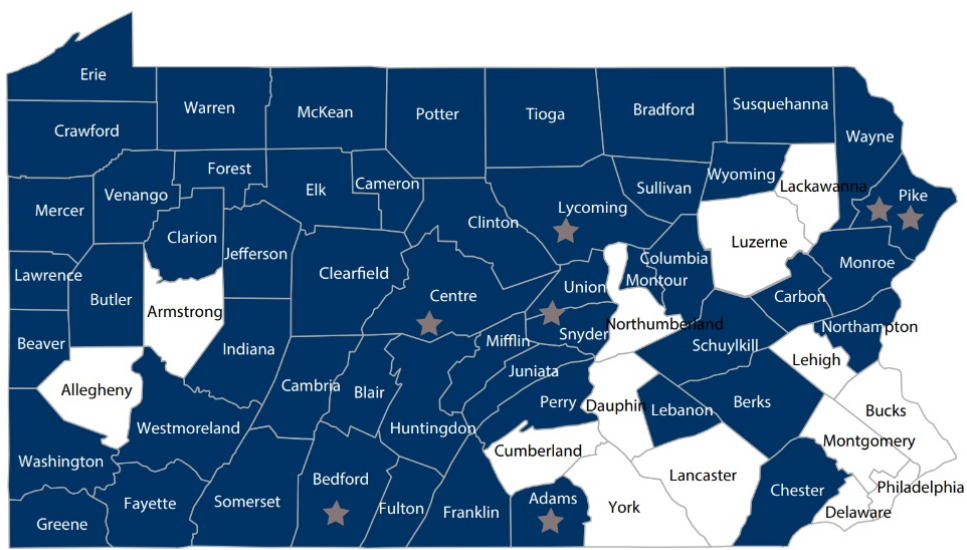 Erie
Warren
McKean
Potter
Tioga
Bradford
Susquehanna
Crawford
Wayne
Forest
Wyoming
Elk
Cameron
Sullivan
Lackawanna
Venango
Pike
Mercer
Lycoming
Clinton
Clarion
Luzerne
Jefferson
Columbia
Monroe
Lawrence
Clearfield
Montour
Union
Centre
Carbon
Butler
Armstrong
Northumberland
Northampton
Snyder
Mifflin
Beaver
Schuylkill
Indiana
Lehigh
Juniata
Cambria
Allegheny
Blair
Perry
Dauphin
Lebanon
Berks
Bucks
Westmoreland
Huntingdon
Montgomery
Cumberland
Washington
Lancaster
Bedford
Philadelphia
Chester
Adams
Fayette
Somerset
Fulton
Franklin
York
Delaware
Greene